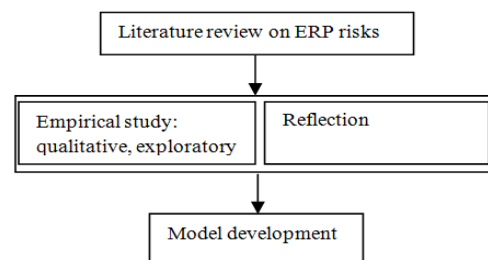 Literature review on ERP risks
Empirical study:
qualitative, exploratory
Reflection
Model development